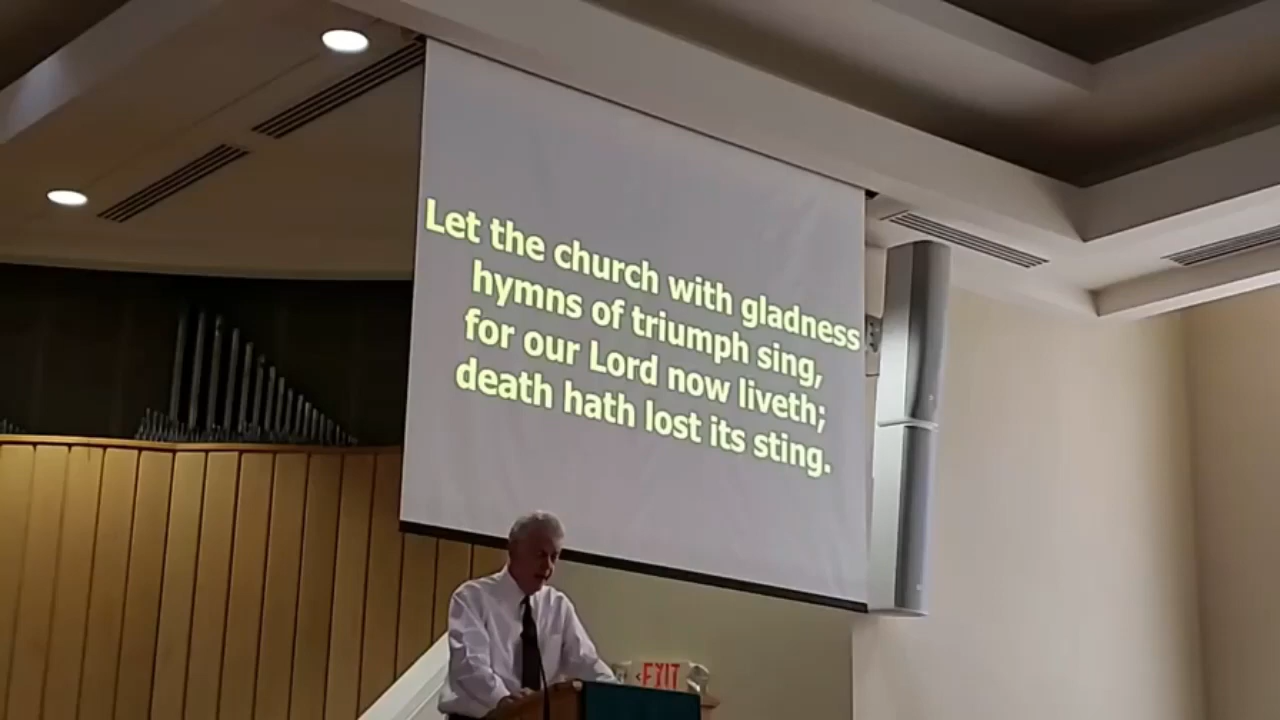 Let the church with gladness
hymns of triumph sing,
for our Lord now liveth;
death hath lost its sting.
EXIT